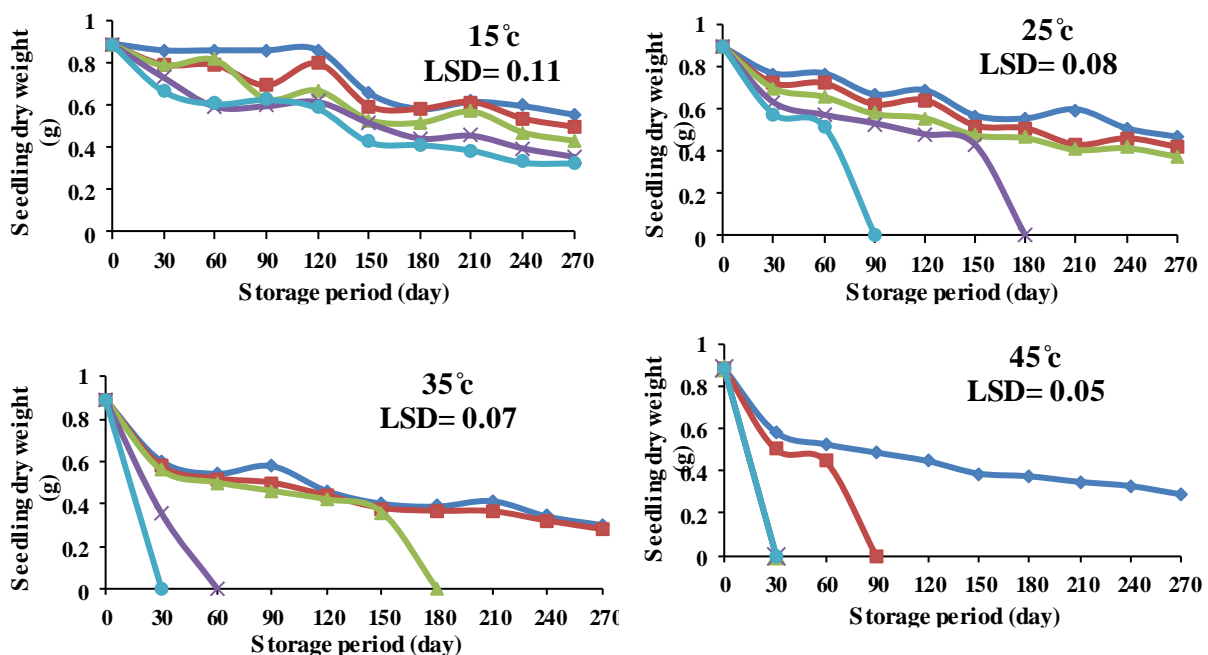 15°c
LSD= 0.11
Seedling dry weight
(g)
1
0.8
0.6
0.4
0.2
0
0 30 60 90 120 150 180 210 240 270
Storage period (day)
25°c
LSD= 0.08
Seedling dry weight
(g)
1
0.8
0.6
0.4
0.2
0
0 30 60 90 120 150 180 210 240 270
Storage period (day)
35°c
LSD= 0.07
Seedling dry weight
(g)
1
0.8
0.6
0.4
0.2
0
0 30 60 90 120 150 180 210 240 270
Storage period (day)
45°c
LSD= 0.05
Seedling dry weight
(g)
1
0.8
0.6
0.4
0.2
0
0 30 60 90 120 150 180 210 240 270
Storage period (day)